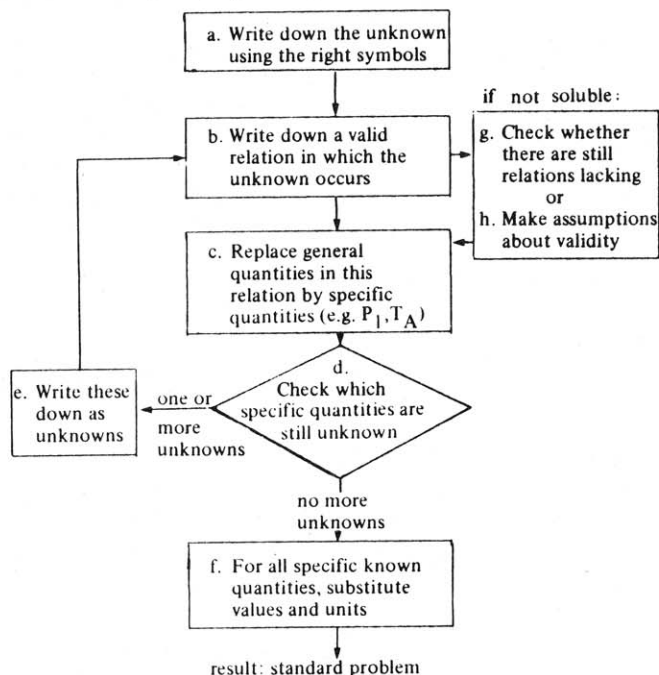 a. Write down the unknown
using the right symbols
if not soluble:
b. Write down a valid
relation in which the
unknown occurs
g. Check whether
there are still
relations lacking
or
h. Make assumptions
about validity
c. Replace general
quantities in this
relation by specific
quantities (e.g. P1,TA)
d.
Check which
specific quantities are
still unknown
one or
more
unknowns
e. Write these
down as
unknowns
no more
unknowns
f. For all specific known
quantities, substitute
values and units
result: standard problem